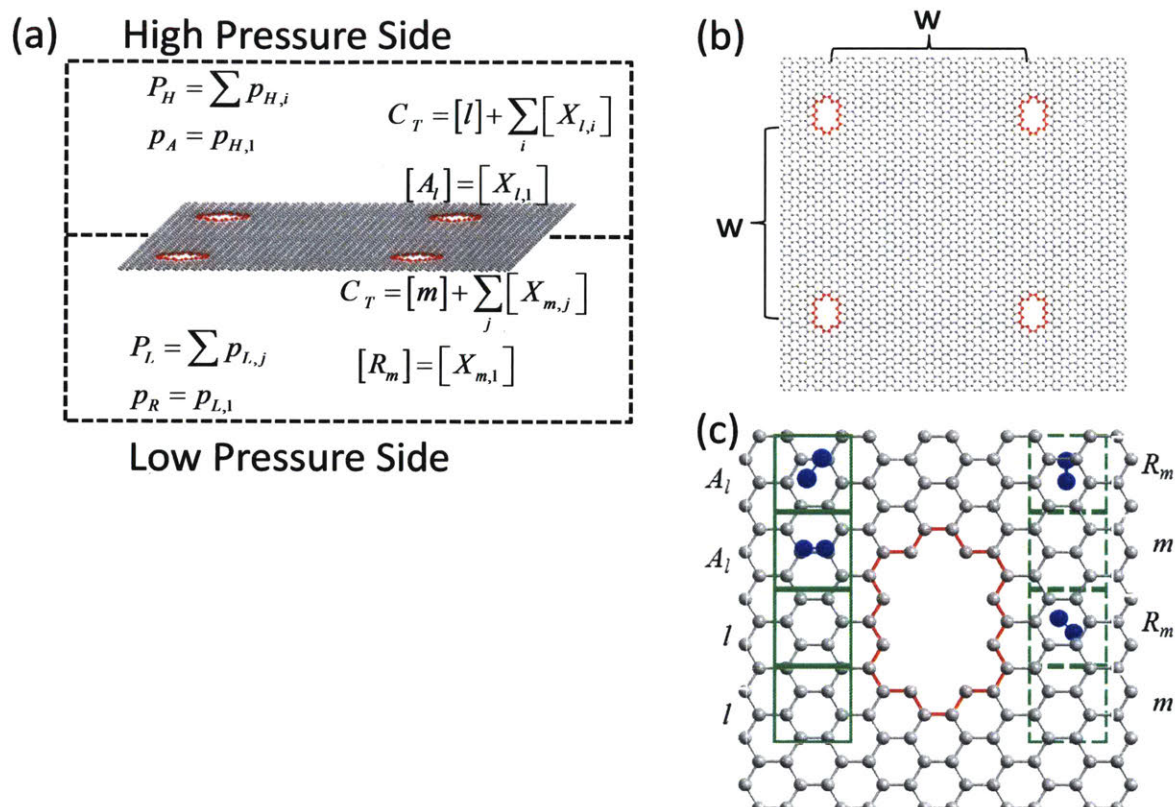 (a)
High Pressure Side
P_H = ∑ p_{H,i}
p_A = p_{H,1}
C_T = [l] + ∑_i [X_{l,i}]
[A_l] = [X_{l,1}]
C_T = [m] + ∑_j [X_{m,j}]
[R_m] = [X_{m,1}]
P_L = ∑ p_{L,j}
p_R = p_{L,1}
Low Pressure Side
(b)
w
w
(c)
A_l
A_l
l
l
R_m
m
R_m
m